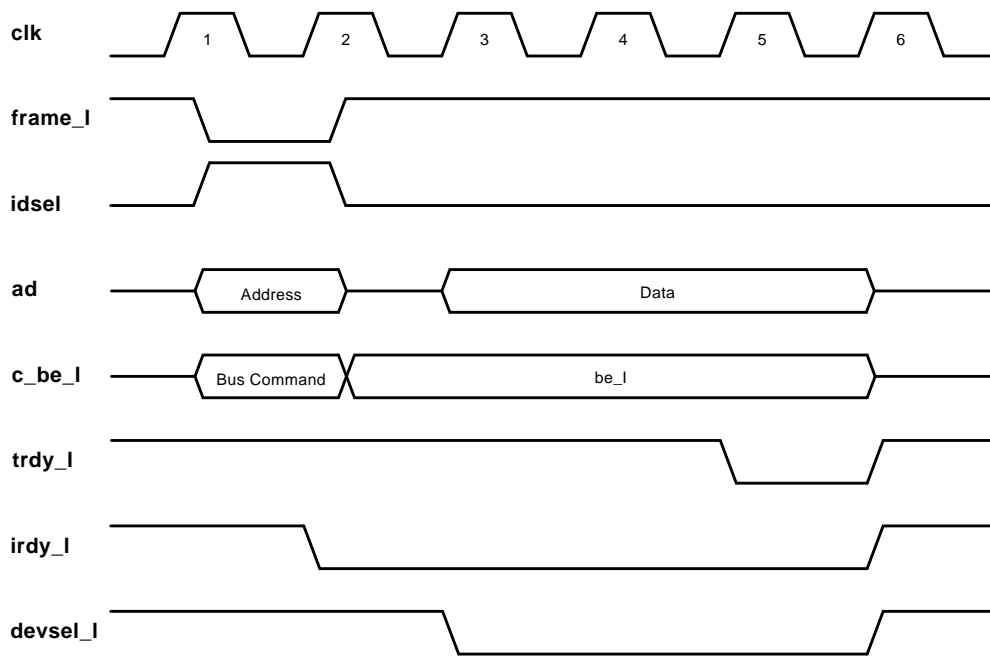 clk 1 2 3 4 5 6
frame_l
idsel
ad Address Data
c_be_l Bus Command be_l
trdy_l
irdy_l
devsel_l